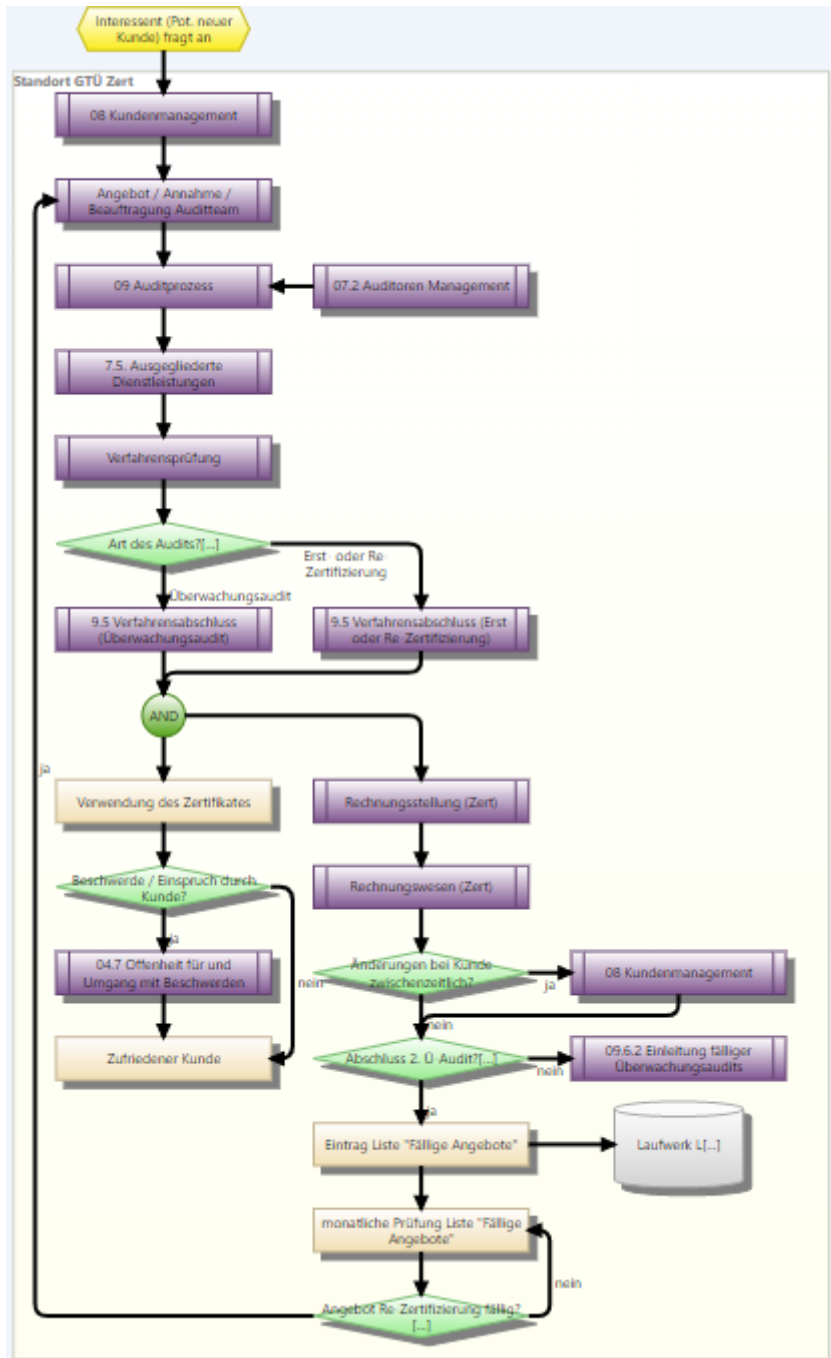 Interessent (Pot. neuer
Kunde) fragt an
Standort GTÜ Zert
08 Kundenmanagement
Angebot / Annahme /
Beauftragung Auditteam
09 Auditprozess
07.2 Auditoren Management
7.5. Ausgegliederte
Dienstleistungen
Verfahrensprüfung
Art des Audits?[...]
Erst- oder Re-
Zertifizierung
Überwachungsaudit
9.5 Verfahrensabschluss
(Überwachungsaudit)
9.5 Verfahrensabschluss (Erst
oder Re-Zertifizierung)
AND
ja
Verwendung des Zertifikates
Rechnungsstellung (Zert)
Beschwerde / Einspruch durch
Kunde?
Rechnungswesen (Zert)
ja
04.7 Offenheit für und
Umgang mit Beschwerden
nein
Änderungen bei Kunde
zwischenzeitlich?
ja
08 Kundenmanagement
nein
Zufriedener Kunde
Abschluss 2. Ü-Audit?[...]
nein
09.6.2 Einleitung fälliger
Überwachungsaudits
ja
Eintrag Liste "Fällige Angebote"
Laufwerk L[...]
monatliche Prüfung Liste "Fällige
Angebote"
nein
Angebot Re-Zertifizierung fällig?
[...]